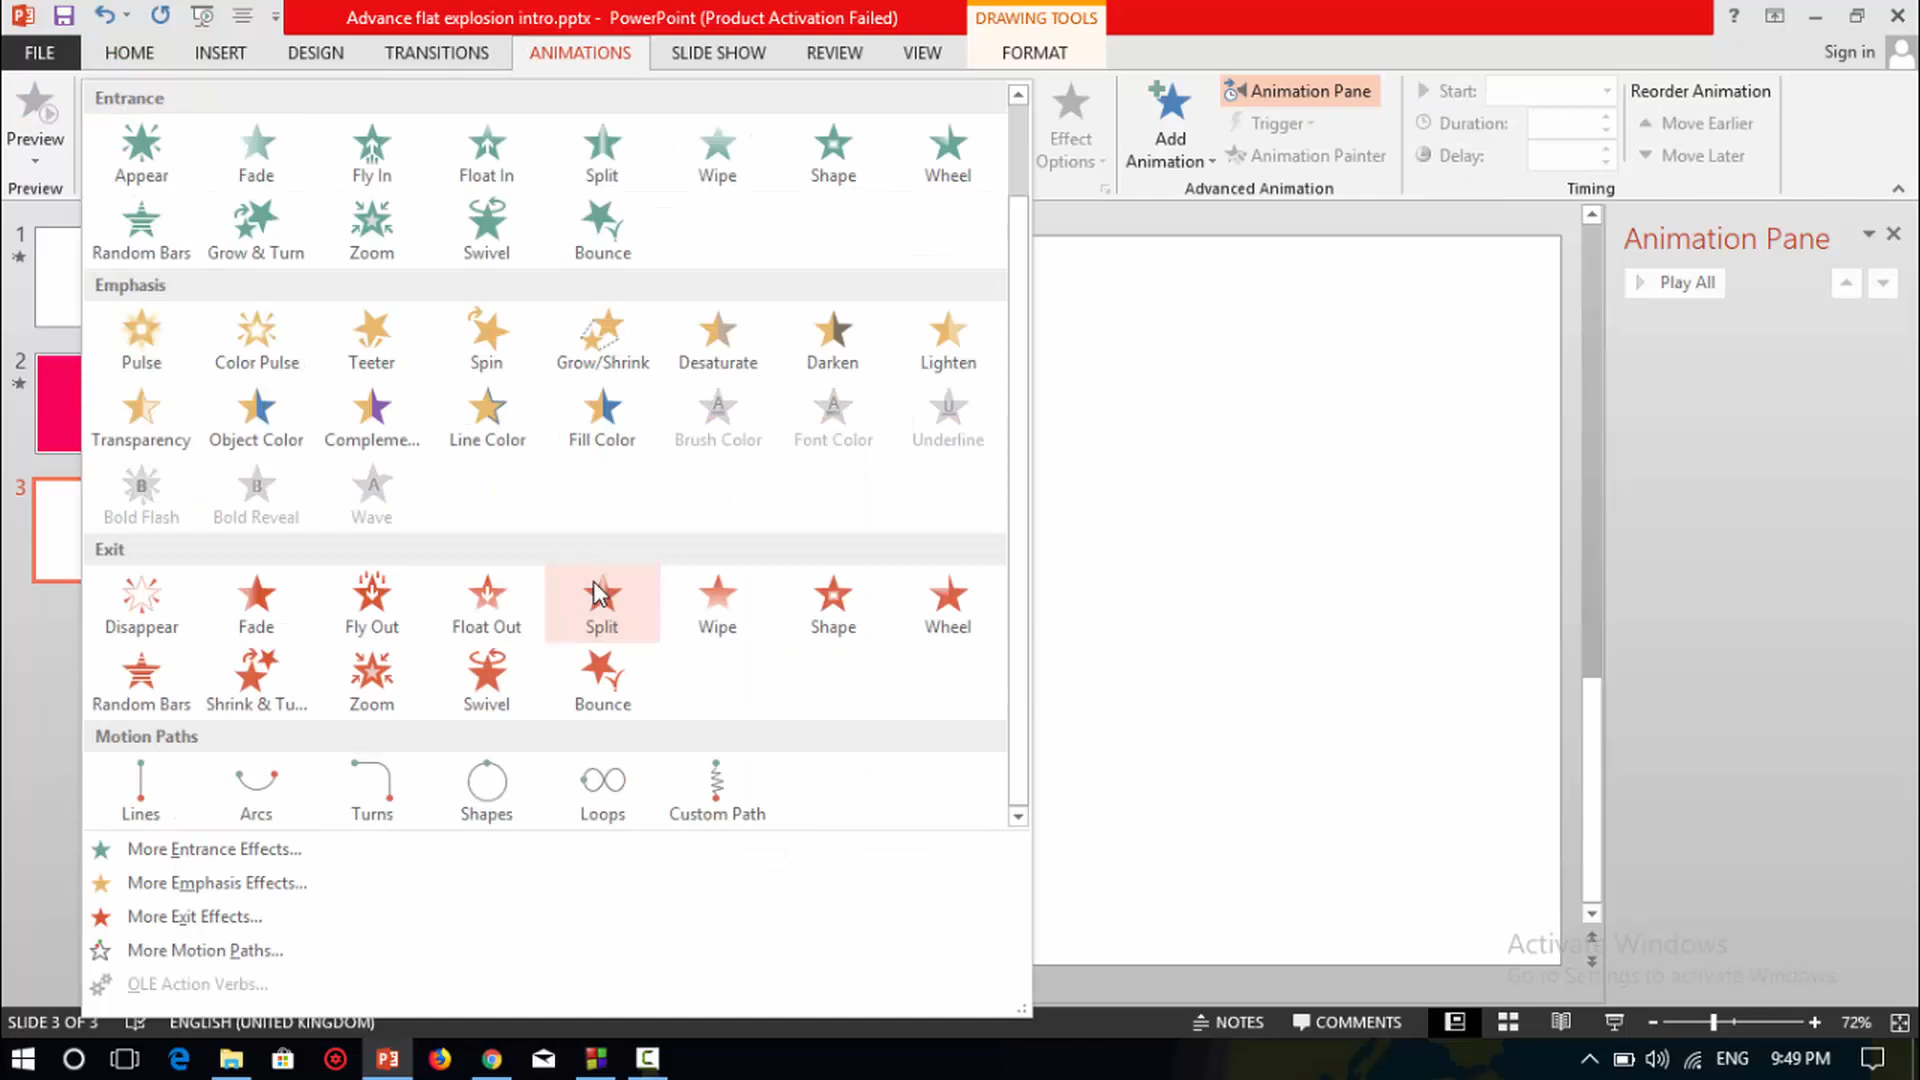 Advance flat explosion intro.pptx - PowerPoint (Product Activation Failed)
DRAWING TOOLS
?
FILE HOME INSERT DESIGN TRANSITIONS ANIMATIONS SLIDE SHOW REVIEW VIEW FORMAT Sign in
Preview
Preview
Effect Options
Add Animation
Animation Pane
Trigger
Animation Painter
Advanced Animation
Start:
Duration:
Delay:
Timing
Reorder Animation
Move Earlier
Move Later
Entrance
Appear Fade Fly In Float In Split Wipe Shape Wheel
Random Bars Grow & Turn Zoom Swivel Bounce
Emphasis
Pulse Color Pulse Teeter Spin Grow/Shrink Desaturate Darken Lighten
Transparency Object Color Compleme... Line Color Fill Color Brush Color Font Color Underline
Bold Flash Bold Reveal Wave
Exit
Disappear Fade Fly Out Float Out Split Wipe Shape Wheel
Random Bars Shrink & Tu... Zoom Swivel Bounce
Motion Paths
Lines Arcs Turns Shapes Loops Custom Path
More Entrance Effects...
More Emphasis Effects...
More Exit Effects...
More Motion Paths...
OLE Action Verbs...
1
2
3
Animation Pane
Play All
Activate Windows
Go to Settings to activate Windows.
SLIDE 3 OF 3 ENGLISH (UNITED KINGDOM) NOTES COMMENTS 72%
ENG 9:49 PM